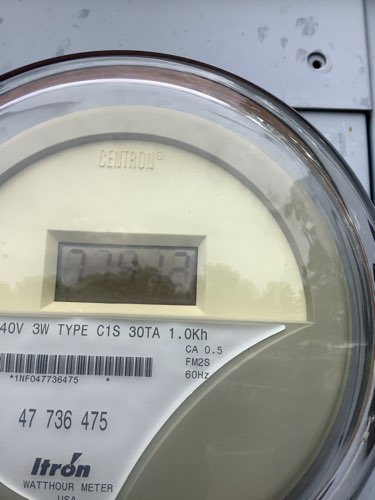 CENTRON®
40V 3W TYPE C1S 30TA 1.0Kh
CA 0.5
FM2S
60Hz
*1NF047736475 *
47 736 475
Itrón
WATTHOUR METER
USA